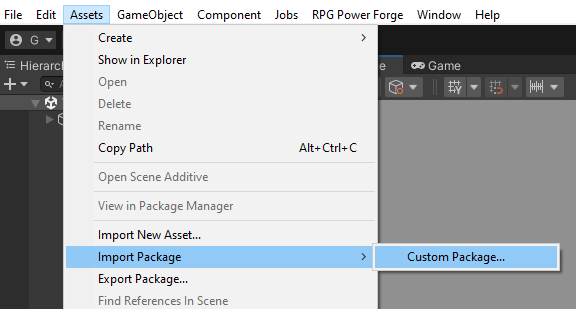 File Edit Assets GameObject Component Jobs RPG Power Forge Window Help
G
Create
Show in Explorer
Hierarc
Game
Open
Delete
Rename
Copy Path Alt+Ctrl+C
Open Scene Additive
View in Package Manager
Import New Asset...
Import Package Custom Package...
Export Package...
Find References In Scene